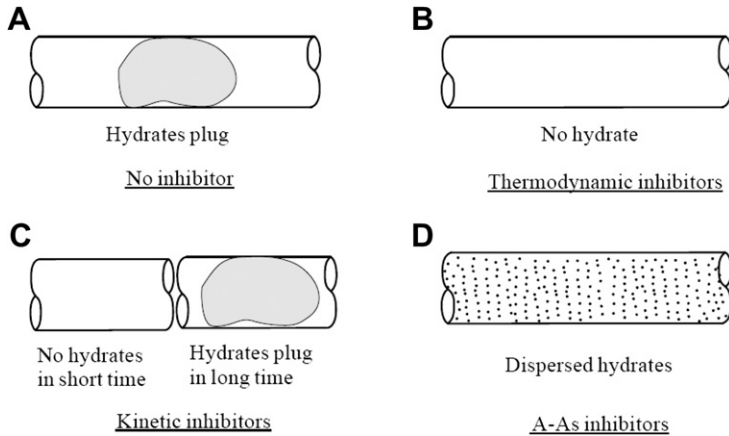 A
Hydrates plug
No inhibitor
B
No hydrate
Thermodynamic inhibitors
C
No hydrates
in short time
Hydrates plug
in long time
Kinetic inhibitors
D
Dispersed hydrates
A-As inhibitors